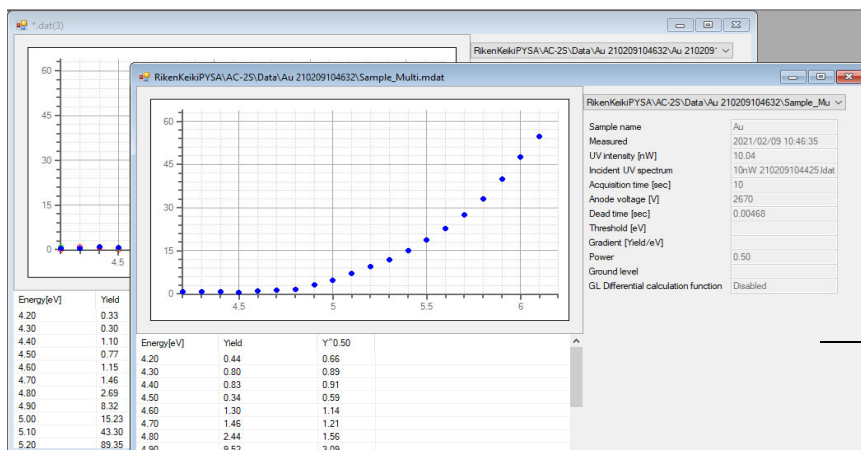 *.dat(3)
RikenKeikiPYSA\AC-2S\Data\Au 210209104632\Au 210209'
60
45
30
15
0
4.5
Energy[eV] Yield
4.20 0.33
4.30 0.30
4.40 1.10
4.50 0.77
4.60 1.15
4.70 1.46
4.80 2.69
4.90 8.32
5.00 15.23
5.10 43.30
5.20 89.35
RikenKeikiPYSA\AC-2S\Data\Au 210209104632\Sample_Multi.mdat
60
45
30
15
0
4.5 5 5.5 6
Energy[eV] Yield Y^0.50
4.20 0.44 0.66
4.30 0.80 0.89
4.40 0.83 0.91
4.50 0.34 0.59
4.60 1.30 1.14
4.70 1.46 1.21
4.80 2.44 1.56
4.90 9.52 3.09
RikenKeikiPYSA\AC-2S\Data\Au 210209104632\Sample_Mu
Sample name Au
Measured 2021/02/09 10:46:35
UV intensity [nW] 10.04
Incident UV spectrum 10nW 210209104425.ldat
Acquisition time [sec] 10
Anode voltage [V] 2670
Dead time [sec] 0.00468
Threshold [eV]
Gradient [Yield/eV]
Power 0.50
Ground level
GL Differential calculation function Disabled